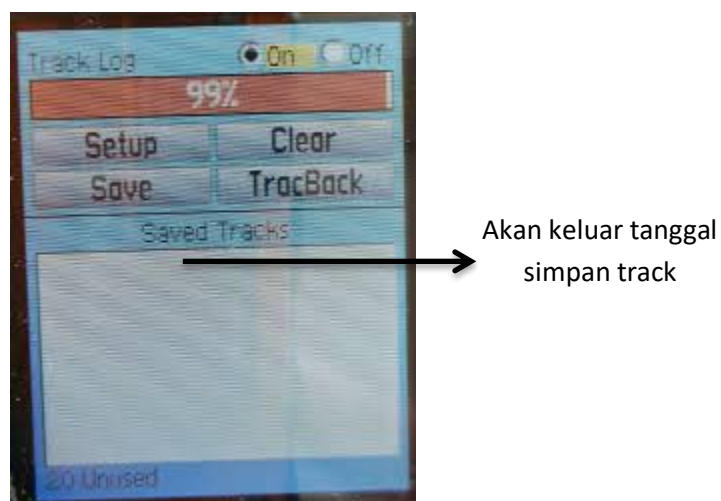 Track Log On Off
99%
Setup Clear
Save TracBack
Saved Tracks
Akan keluar tanggal
simpan track
20 Unused